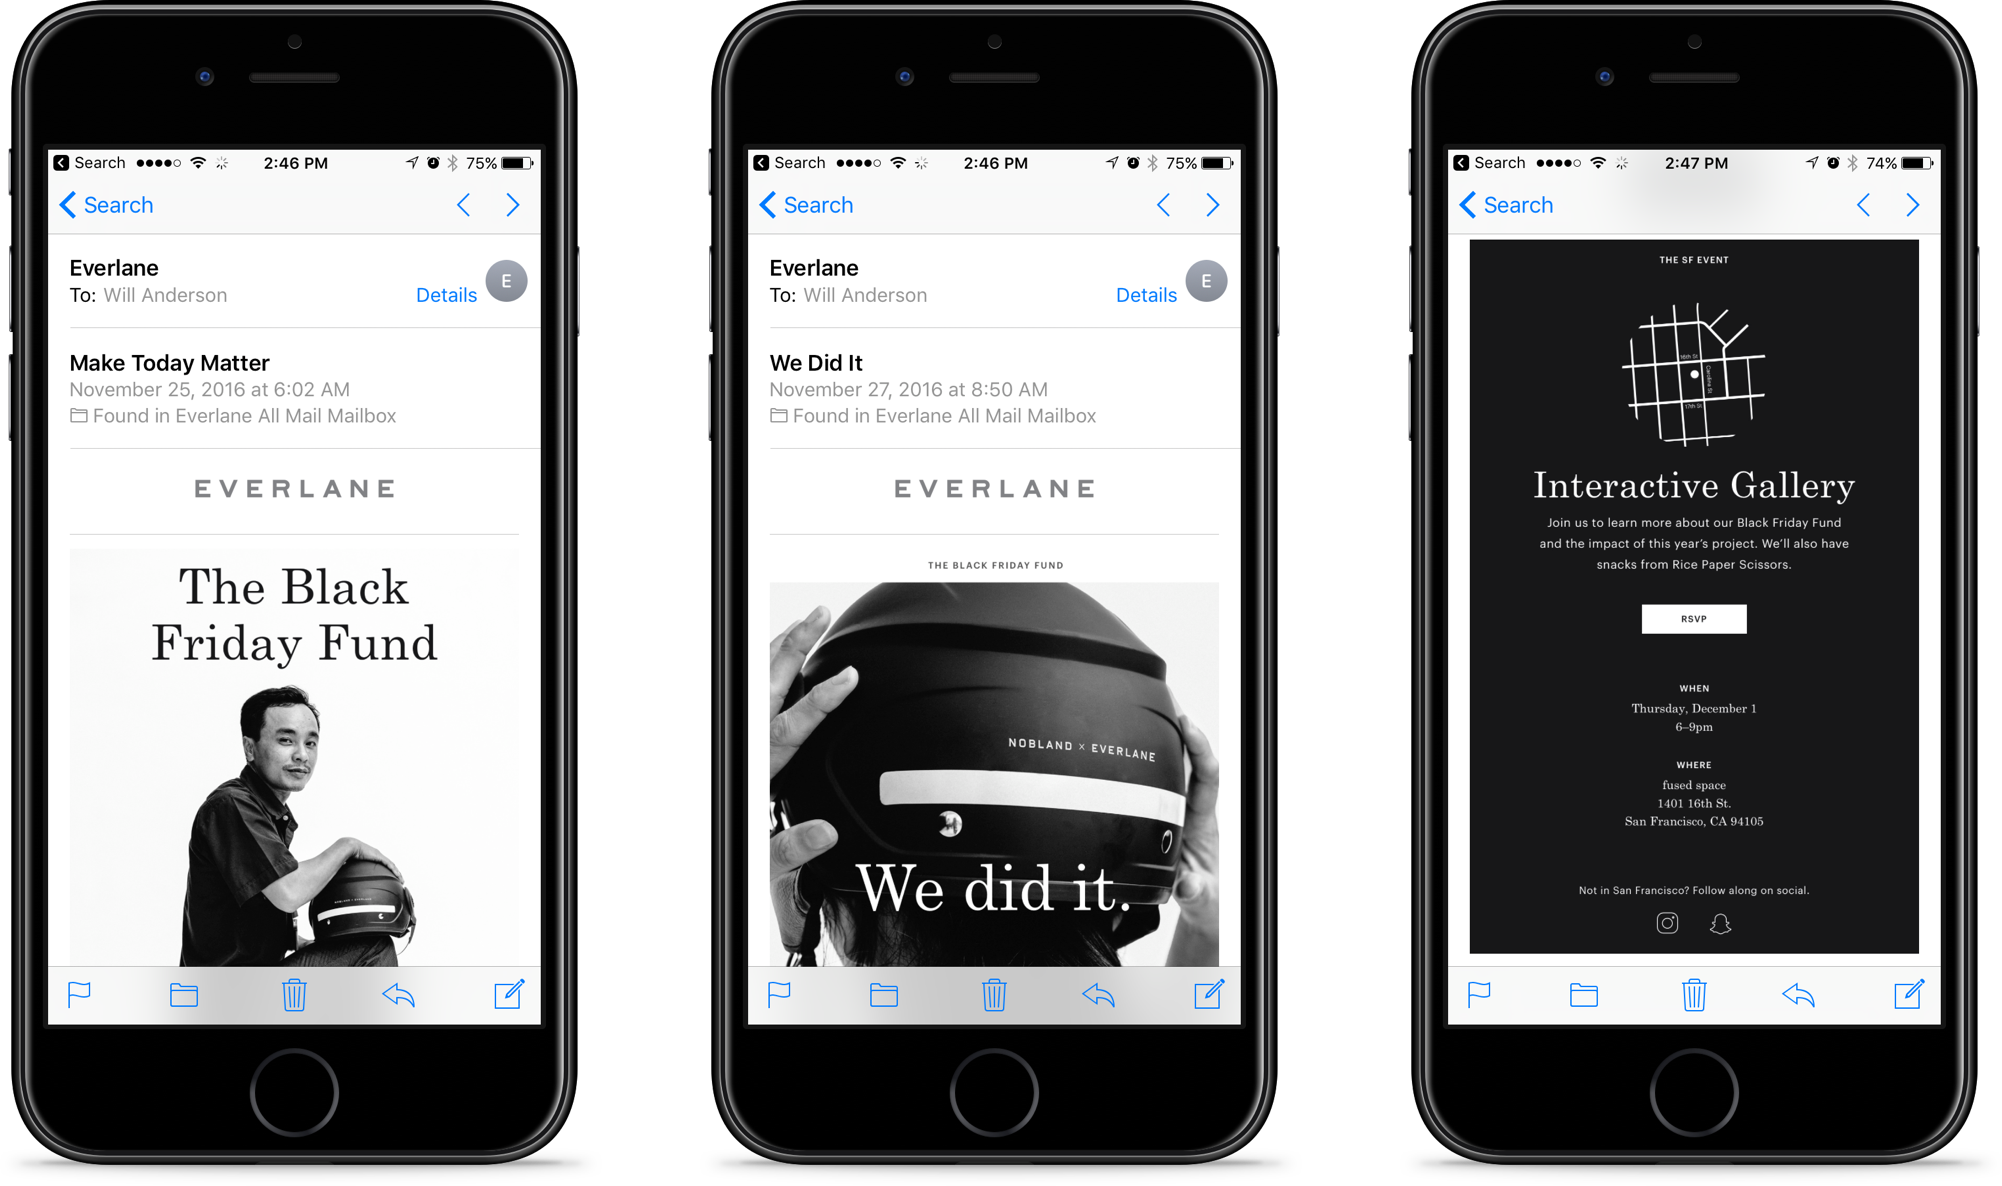 Search
2:46 PM
75%
Search
Everlane
To: Will Anderson
Details
E
Make Today Matter
November 25, 2016 at 6:02 AM
Found in Everlane All Mail Mailbox
EVERLANE
The Black
Friday Fund
NOBLAND × EVERLANE
Search
2:46 PM
75%
Search
Everlane
To: Will Anderson
Details
E
We Did It
November 27, 2016 at 8:50 AM
Found in Everlane All Mail Mailbox
EVERLANE
THE BLACK FRIDAY FUND
NOBLAND × EVERLANE
We did it.
Search
2:47 PM
74%
Search
THE SF EVENT
16th St
Carolina St
17th St
Interactive Gallery
Join us to learn more about our Black Friday Fund
and the impact of this year's project. We'll also have
snacks from Rice Paper Scissors.
RSVP
WHEN
Thursday, December 1
6–9pm
WHERE
fused space
1401 16th St.
San Francisco, CA 94105
Not in San Francisco? Follow along on social.